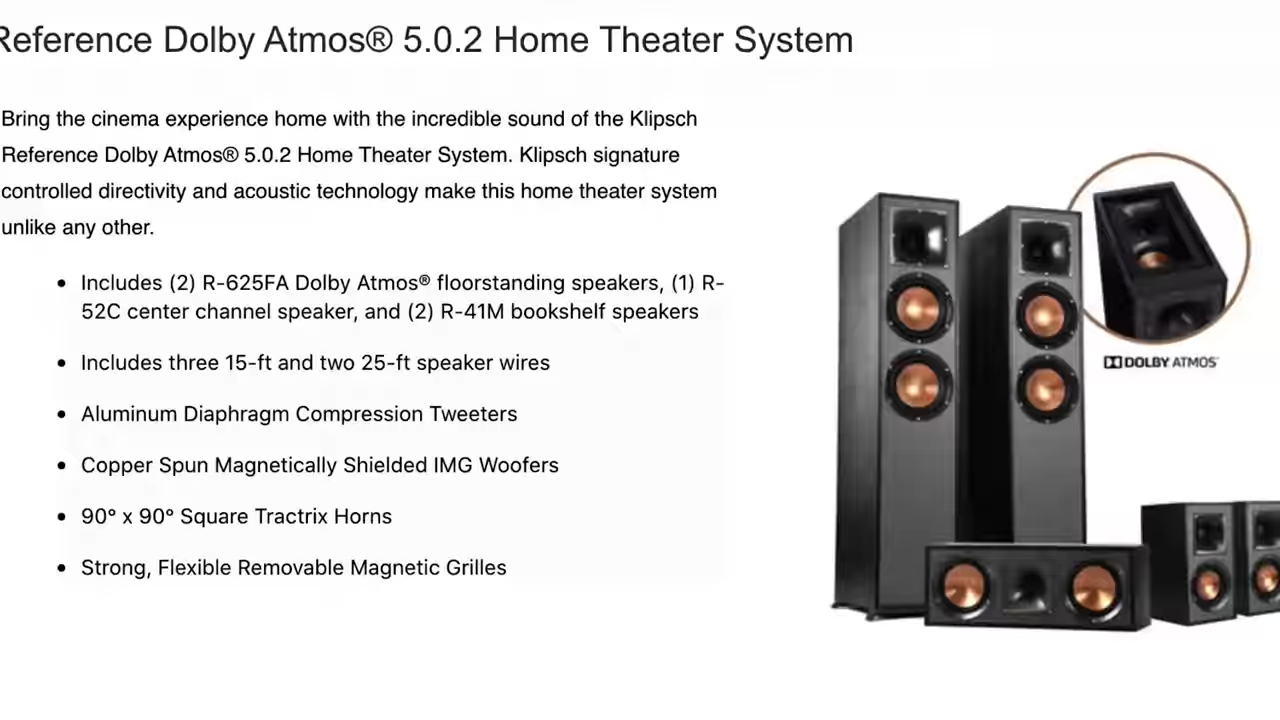 Reference Dolby Atmos® 5.0.2 Home Theater System
Bring the cinema experience home with the incredible sound of the Klipsch
Reference Dolby Atmos® 5.0.2 Home Theater System. Klipsch signature
controlled directivity and acoustic technology make this home theater system
unlike any other.
• Includes (2) R-625FA Dolby Atmos® floorstanding speakers, (1) R-
52C center channel speaker, and (2) R-41M bookshelf speakers
• Includes three 15-ft and two 25-ft speaker wires
• Aluminum Diaphragm Compression Tweeters
• Copper Spun Magnetically Shielded IMG Woofers
• 90° x 90° Square Tractrix Horns
• Strong, Flexible Removable Magnetic Grilles
DOLBY ATMOS